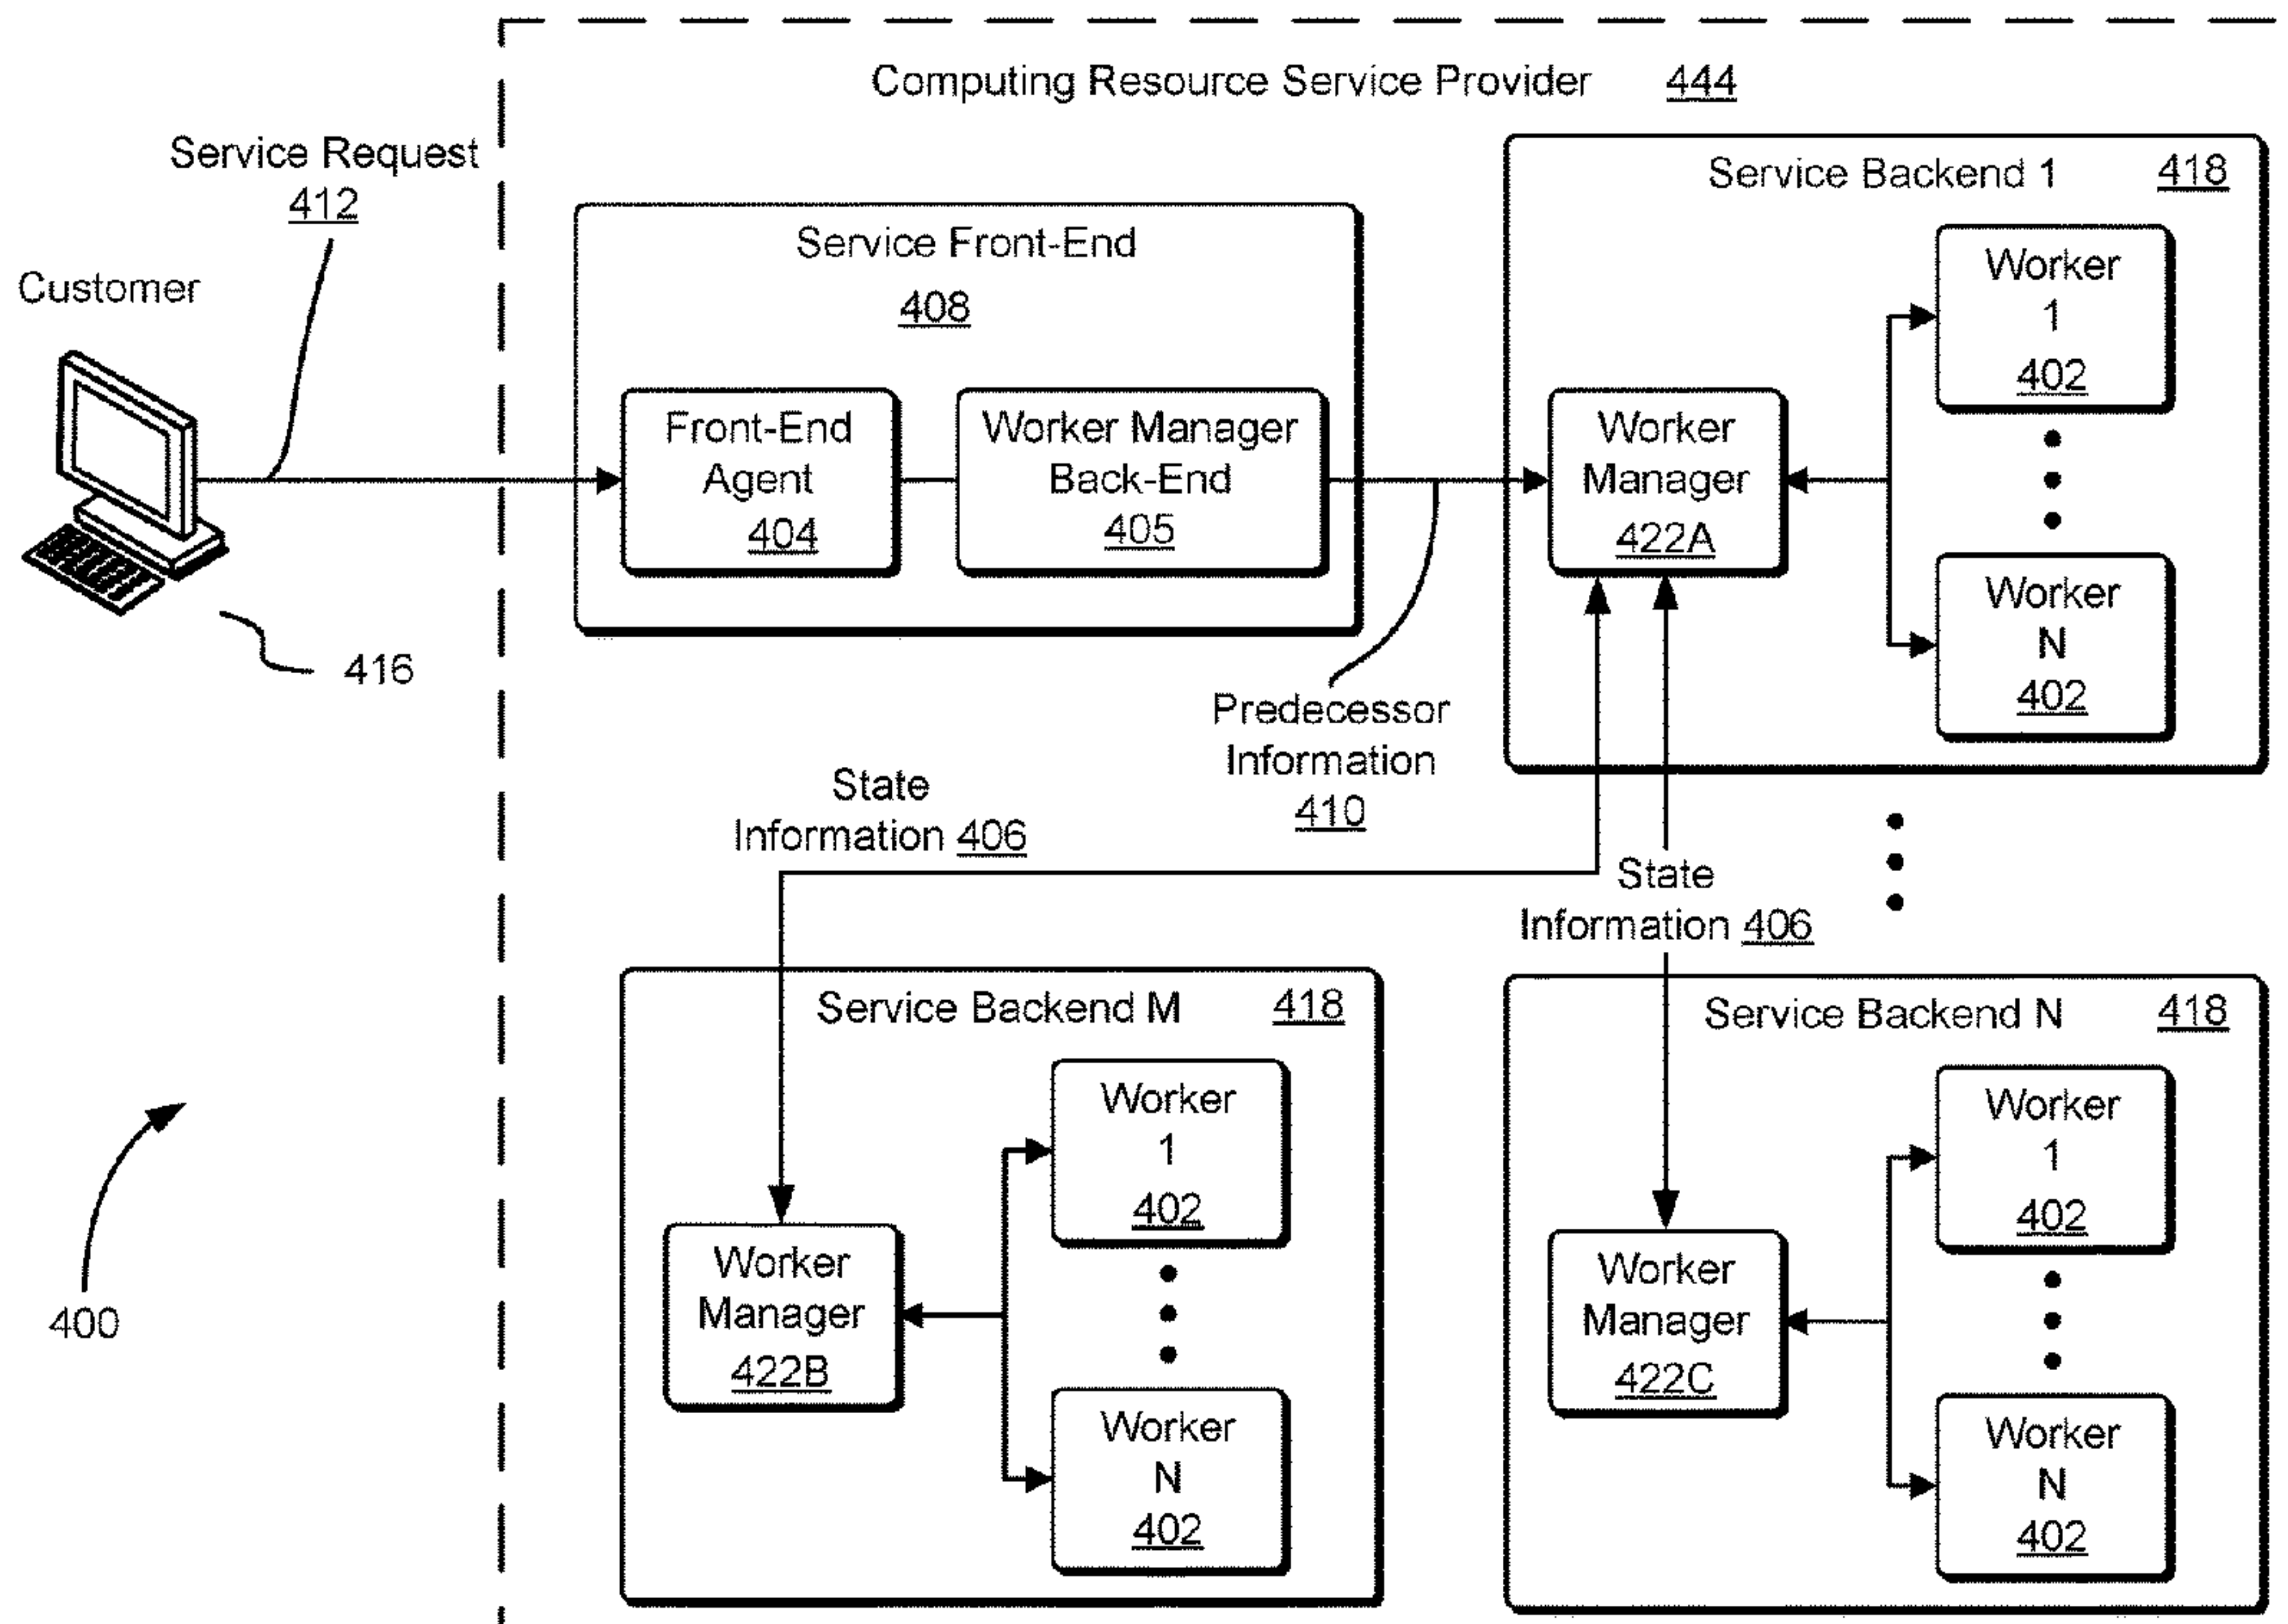 Computing Resource Service Provider 444
Service Request
412
Customer
416
400
Service Front-End
408
Front-End
Agent
404
Worker Manager
Back-End
405
Predecessor
Information
410
Service Backend 1 418
Worker
Manager
422A
Worker
1
402
Worker
N
402
State
Information 406
State
Information 406
Service Backend M 418
Worker
Manager
422B
Worker
1
402
Worker
N
402
Service Backend N 418
Worker
Manager
422C
Worker
1
402
Worker
N
402